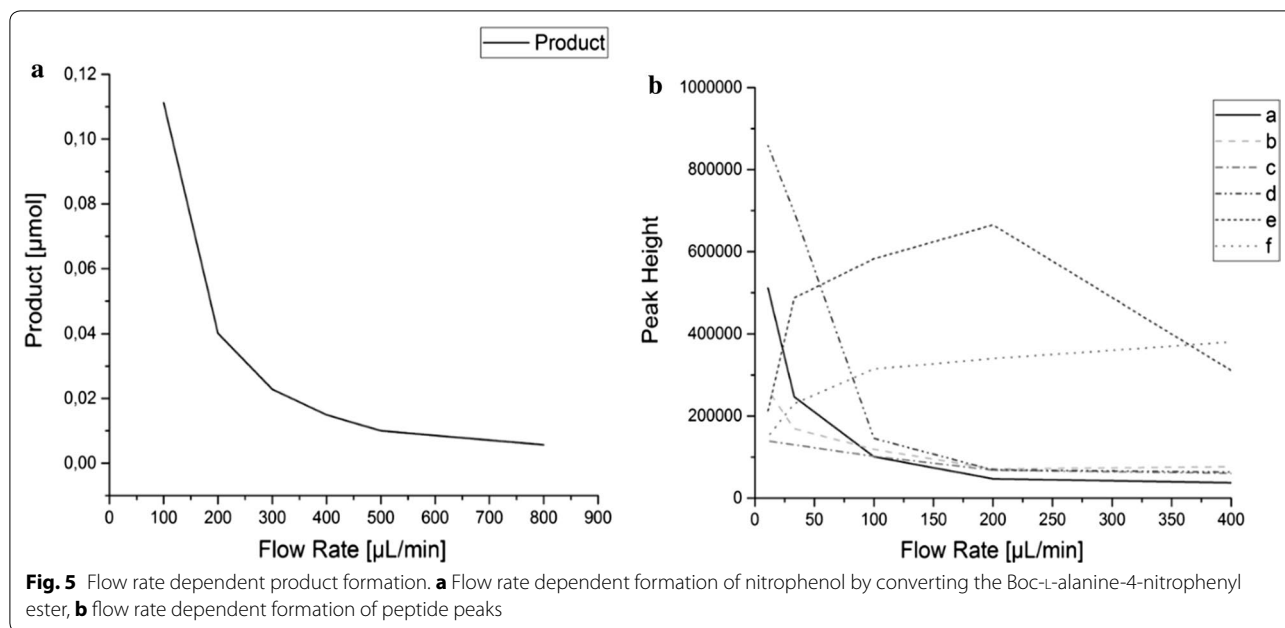 Product
a
0,12
0,10
0,08
0,06
0,04
0,02
0,00
Product [µmol]
0 100 200 300 400 500 600 700 800 900
Flow Rate [µL/min]
b
1000000
800000
600000
400000
200000
0
Peak Height
0 50 100 150 200 250 300 350 400
Flow Rate [µL/min]
a
b
c
d
e
f
Fig. 5 Flow rate dependent product formation. a Flow rate dependent formation of nitrophenol by converting the Boc-L-alanine-4-nitrophenyl
ester, b flow rate dependent formation of peptide peaks